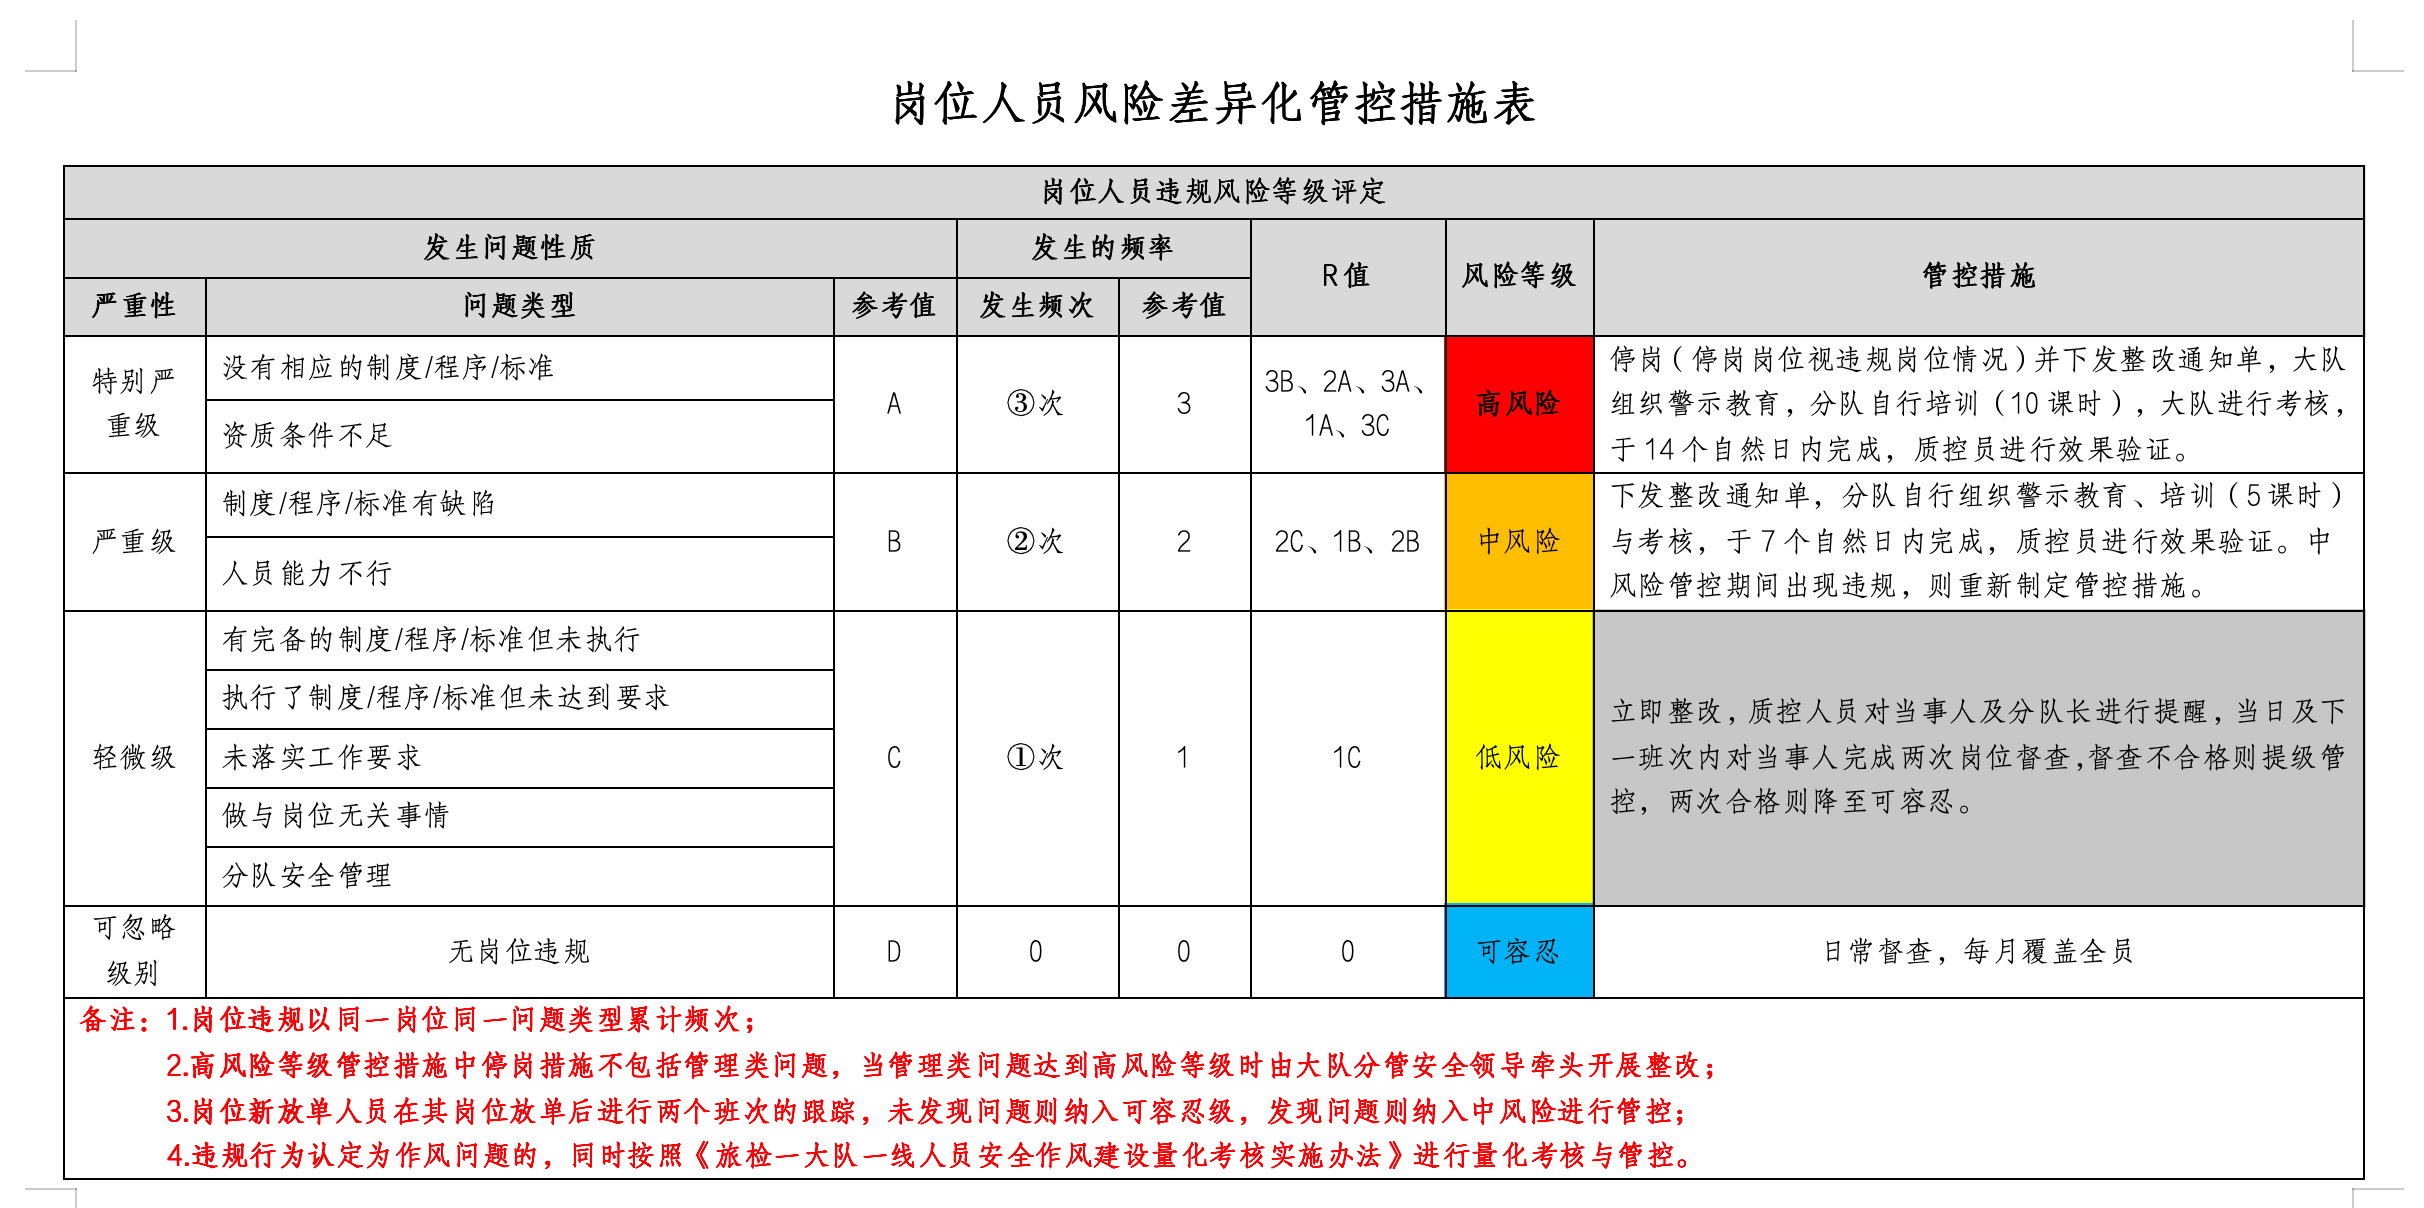 岗位人员风险差异化管控措施表
岗位人员违规风险等级评定
发生问题性质
发生的频率
R值
风险等级
管控措施
严重性
问题类型
参考值
发生频次
参考值
特别严
重级
没有相应的制度/程序/标准
资质条件不足
A
③次
3
3B、2A、3A、
1A、3C
高风险
停岗（停岗岗位视违规岗位情况）并下发整改通知单，大队
组织警示教育，分队自行培训（10课时），大队进行考核，
于14个自然日内完成，质控员进行效果验证。
严重级
制度/程序/标准有缺陷
人员能力不行
B
②次
2
2C、1B、2B
中风险
下发整改通知单，分队自行组织警示教育、培训（5课时）
与考核，于7个自然日内完成，质控员进行效果验证。中
风险管控期间出现违规，则重新制定管控措施。
轻微级
有完备的制度/程序/标准但未执行
执行了制度/程序/标准但未达到要求
未落实工作要求
做与岗位无关事情
分队安全管理
C
①次
1
1C
低风险
立即整改，质控人员对当事人及分队长进行提醒，当日及下
一班次内对当事人完成两次岗位督查,督查不合格则提级管
控，两次合格则降至可容忍。
可忽略
级别
无岗位违规
D
0
0
0
可容忍
日常督查，每月覆盖全员
备注：1.岗位违规以同一岗位同一问题类型累计频次；
2.高风险等级管控措施中停岗措施不包括管理类问题，当管理类问题达到高风险等级时由大队分管安全领导牵头开展整改；
3.岗位新放单人员在其岗位放单后进行两个班次的跟踪，未发现问题则纳入可容忍级，发现问题则纳入中风险进行管控；
4.违规行为认定为作风问题的，同时按照《旅检一大队一线人员安全作风建设量化考核实施办法》进行量化考核与管控。